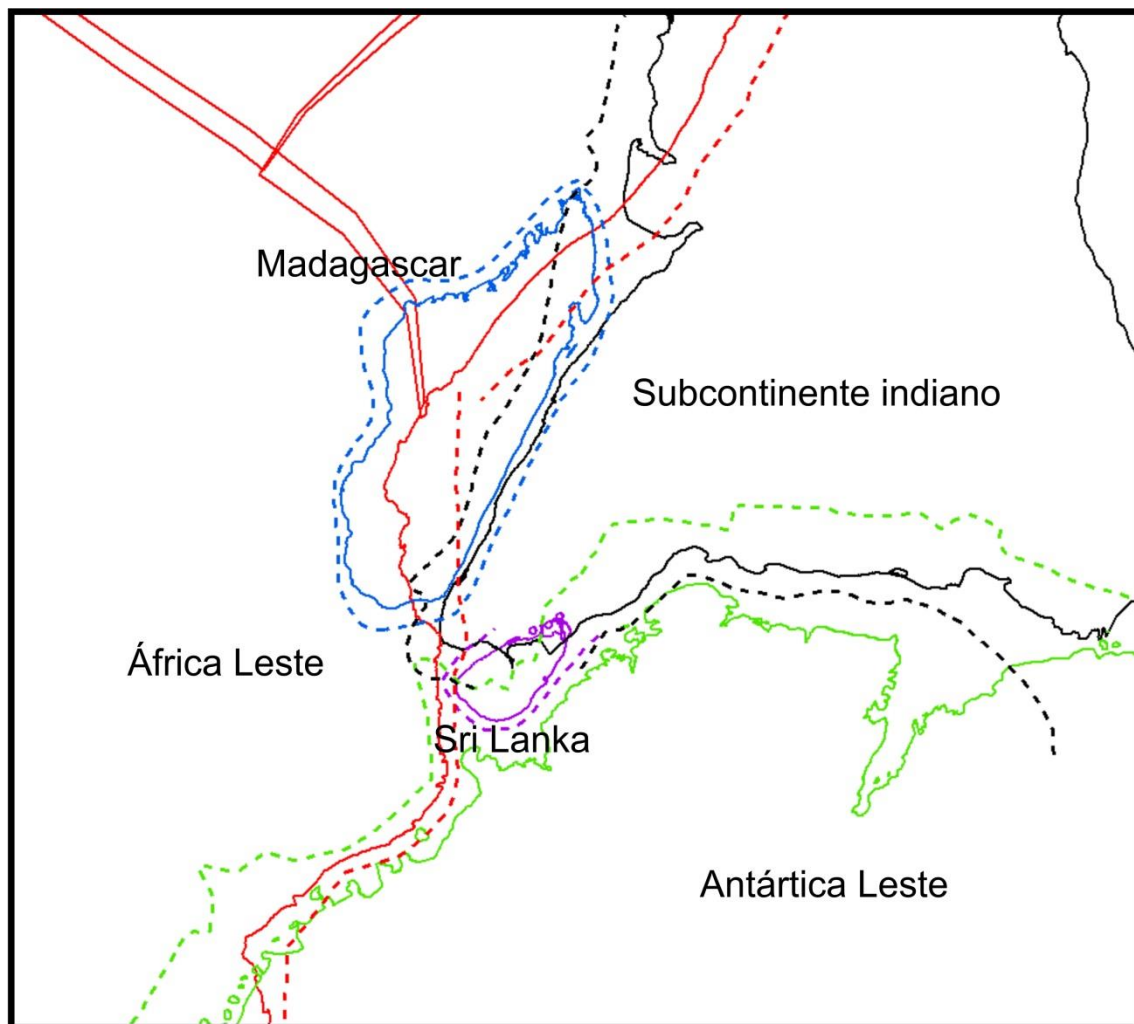 Madagascar
Subcontinente indiano
África Leste
Sri Lanka
Antártica Leste